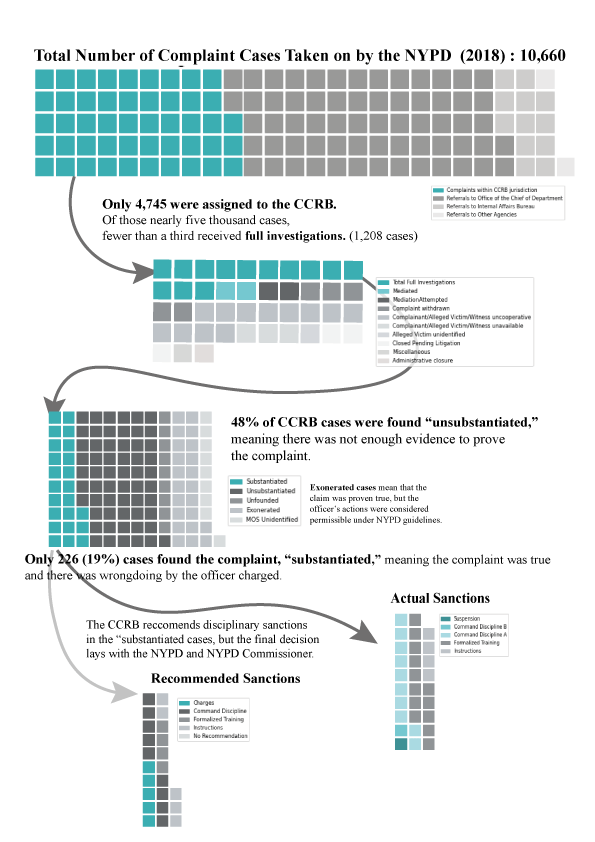 Total Number of Complaint Cases Taken on by the NYPD (2018) : 10,660
Complaints within CCRB jurisdiction
Referrals to Office of the Chief of Department
Referrals to Internal Affairs Bureau
Referrals to Other Agencies
Only 4,745 were assigned to the CCRB.
Of those nearly five thousand cases,
fewer than a third received full investigations. (1,208 cases)
Total Full Investigations
Mediated
MediationAttempted
Complaint withdrawn
Complainant/Alleged Victim/Witness uncooperative
Complainant/Alleged Victim/Witness unavailable
Alleged Victim unidentified
Closed Pending Litigation
Miscellaneous
Administrative closure
48% of CCRB cases were found “unsubstantiated,”
meaning there was not enough evidence to prove
the complaint.
Substantiated
Unsubstantiated
Unfounded
Exonerated
MOS Unidentified
Exonerated cases mean that the
claim was proven true, but the
officer's actions were considered
permissible under NYPD guidelines.
Only 226 (19%) cases found the complaint, “substantiated,” meaning the complaint was true
and there was wrongdoing by the officer charged.
Actual Sanctions
Suspension
Command Discipline B
Command Discipline A
Formalized Training
Instructions
The CCRB reccomends disciplinary sanctions
in the “substantiated cases, but the final decision
lays with the NYPD and NYPD Commissioner.
Recommended Sanctions
Charges
Command Discipline
Formalized Training
Instructions
No Recommendation